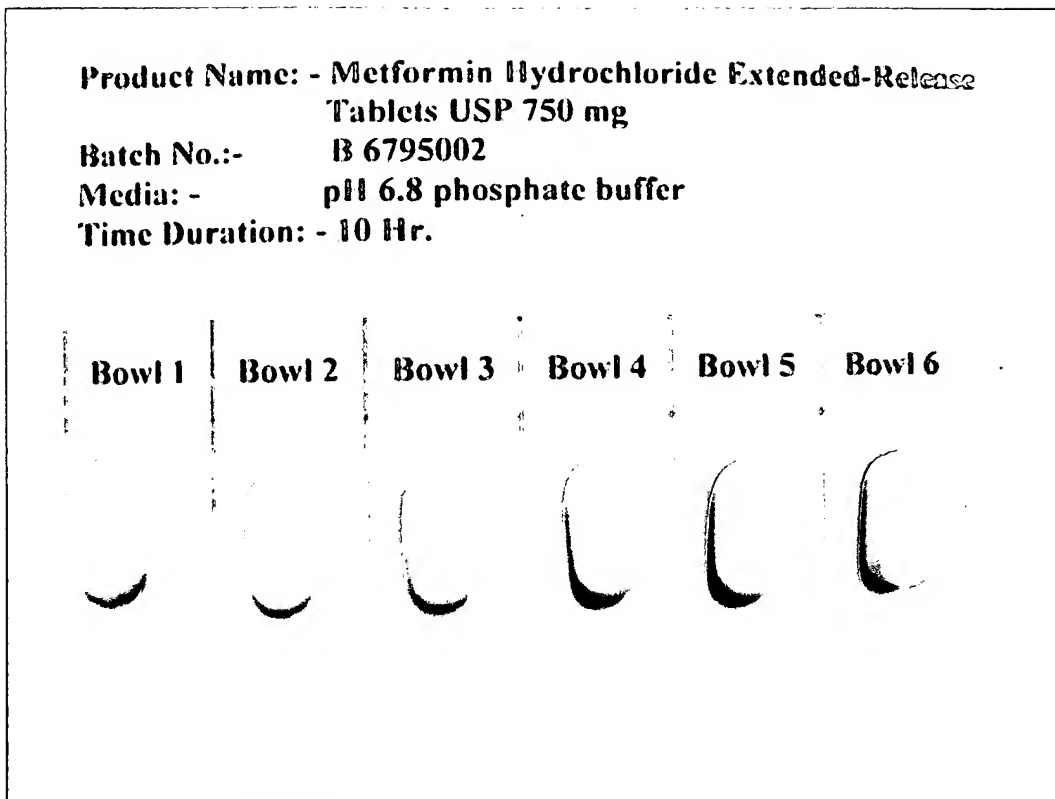 Product Name: - Metformin Hydrochloride Extended-Release
Tablets USP 750 mg
Batch No.:- B 6795002
Media: - pH 6.8 phosphate buffer
Time Duration: - 10 Hr.
Bowl 1 Bowl 2 Bowl 3 Bowl 4 Bowl 5 Bowl 6